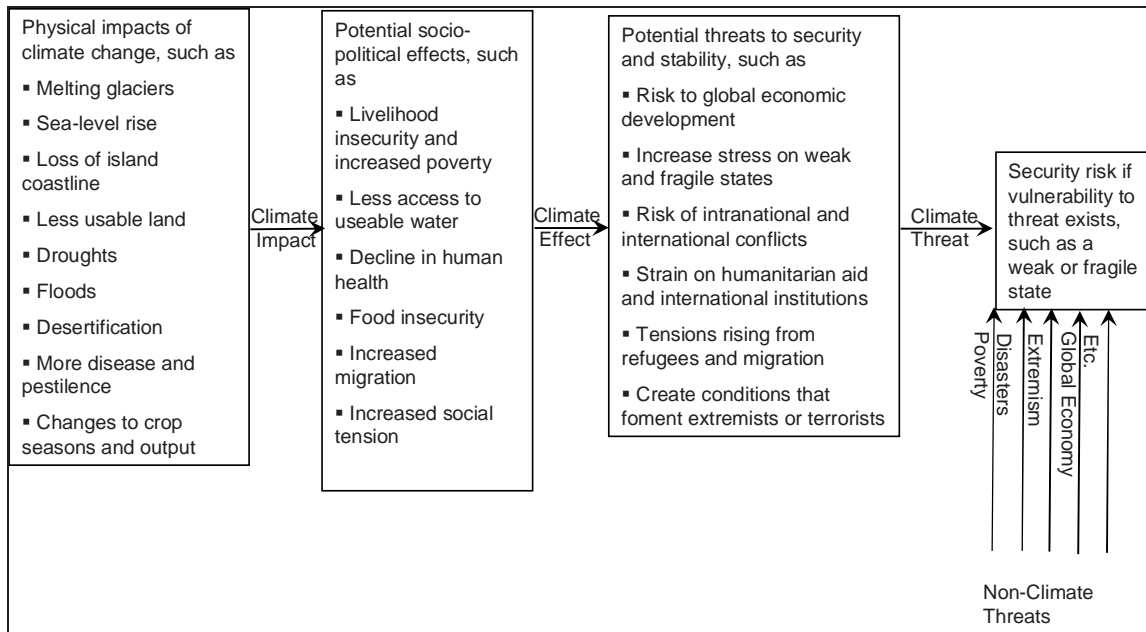 Physical impacts of
climate change, such as
▪ Melting glaciers
▪ Sea-level rise
▪ Loss of island
coastline
▪ Less usable land
▪ Droughts
▪ Floods
▪ Desertification
▪ More disease and
pestilence
▪ Changes to crop
seasons and output
Climate
Impact
Potential socio-
political effects, such
as
▪ Livelihood
insecurity and
increased poverty
▪ Less access to
useable water
▪ Decline in human
health
▪ Food insecurity
▪ Increased
migration
▪ Increased social
tension
Climate
Effect
Potential threats to security
and stability, such as
▪ Risk to global economic
development
▪ Increase stress on weak
and fragile states
▪ Risk of intranational and
international conflicts
▪ Strain on humanitarian aid
and international institutions
▪ Tensions rising from
refugees and migration
▪ Create conditions that
foment extremists or terrorists
Climate
Threat
Security risk if
vulnerability to
threat exists,
such as a
weak or fragile
state
Poverty
Disasters
Extremism
Global Economy
Etc.
Non-Climate
Threats